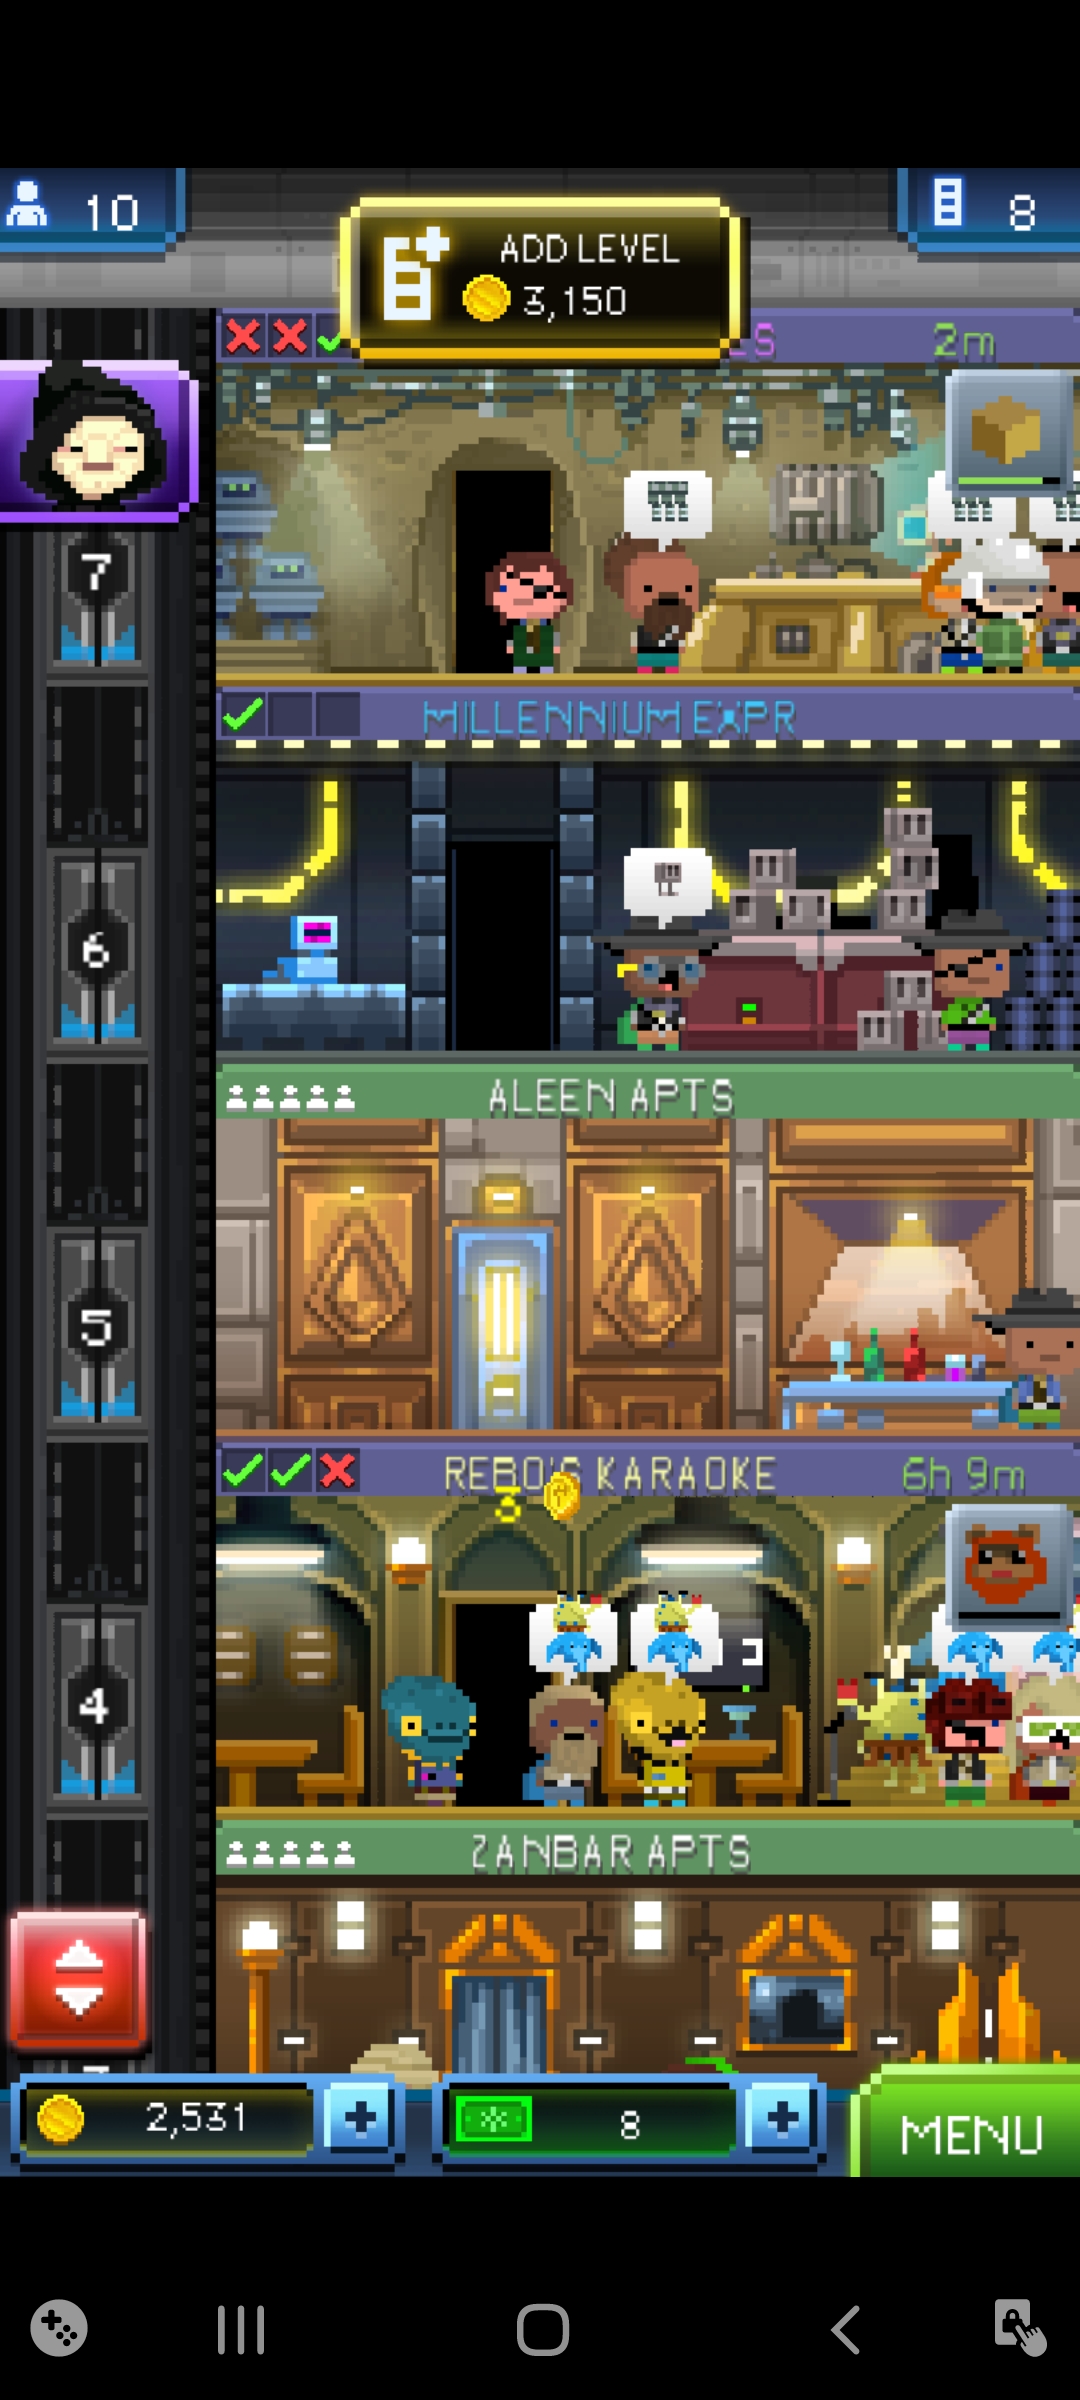 10
ADD LEVEL
3,150
8
2m
7
MILLENNIUM EXPR
6
ALEEN APTS
5
REBO'S KARAOKE
6h 9m
3
4
ZANBAR APTS
2,531
8
MENU